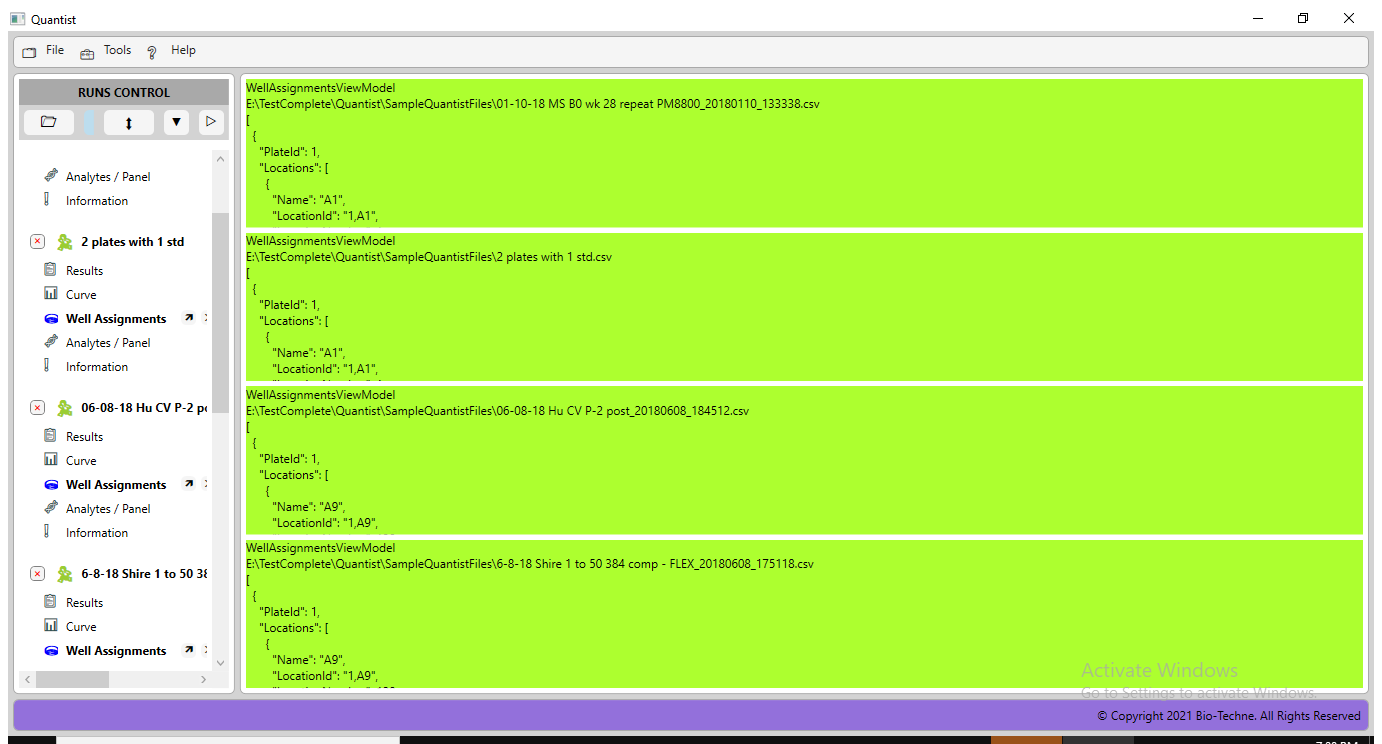 Quantist
File Tools Help
RUNS CONTROL
Analytes / Panel
Information
2 plates with 1 std
Results
Curve
Well Assignments
Analytes / Panel
Information
06-08-18 Hu CV P-2 po
Results
Curve
Well Assignments
Analytes / Panel
Information
6-8-18 Shire 1 to 50 38
Results
Curve
Well Assignments
WellAssignmentsViewModel
E:\TestComplete\Quantist\SampleQuantistFiles\01-10-18 MS B0 wk 28 repeat PM8800_20180110_133338.csv
[
{
"PlateId": 1,
"Locations": [
{
"Name": "A1",
"LocationId": "1,A1",
WellAssignmentsViewModel
E:\TestComplete\Quantist\SampleQuantistFiles\2 plates with 1 std.csv
[
{
"PlateId": 1,
"Locations": [
{
"Name": "A1",
"LocationId": "1,A1",
WellAssignmentsViewModel
E:\TestComplete\Quantist\SampleQuantistFiles\06-08-18 Hu CV P-2 post_20180608_184512.csv
[
{
"PlateId": 1,
"Locations": [
{
"Name": "A9",
"LocationId": "1,A9",
WellAssignmentsViewModel
E:\TestComplete\Quantist\SampleQuantistFiles\6-8-18 Shire 1 to 50 384 comp - FLEX_20180608_175118.csv
[
{
"PlateId": 1,
"Locations": [
{
"Name": "A9",
"LocationId": "1,A9",
Activate Windows
Go to Settings to activate Windows.
© Copyright 2021 Bio-Techne. All Rights Reserved